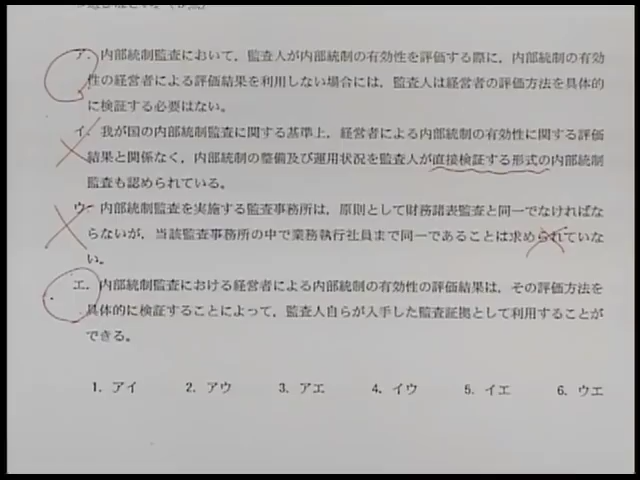 ア. 内部統制監査において，監査人が内部統制の有効性を評価する際に，内部統制の有効
性の経営者による評価結果を利用しない場合には，監査人は経営者の評価方法を具体的
に検証する必要はない。
イ. 我が国の内部統制監査に関する基準上，経営者による内部統制の有効性に関する評価
結果と関係なく，内部統制の整備及び運用状況を監査人が直接検証する形式の内部統制
監査も認められている。
ウ. 内部統制監査を実施する監査事務所は，原則として財務諸表監査と同一でなければな
らないが，当該監査事務所の中で業務執行社員まで同一であることは求められていな
い。
エ. 内部統制監査における経営者による内部統制の有効性の評価結果は，その評価方法を
具体的に検証することによって，監査人自らが入手した監査証拠として利用することが
できる。
1. アイ 2. アウ 3. アエ 4. イウ 5. イエ 6. ウエ